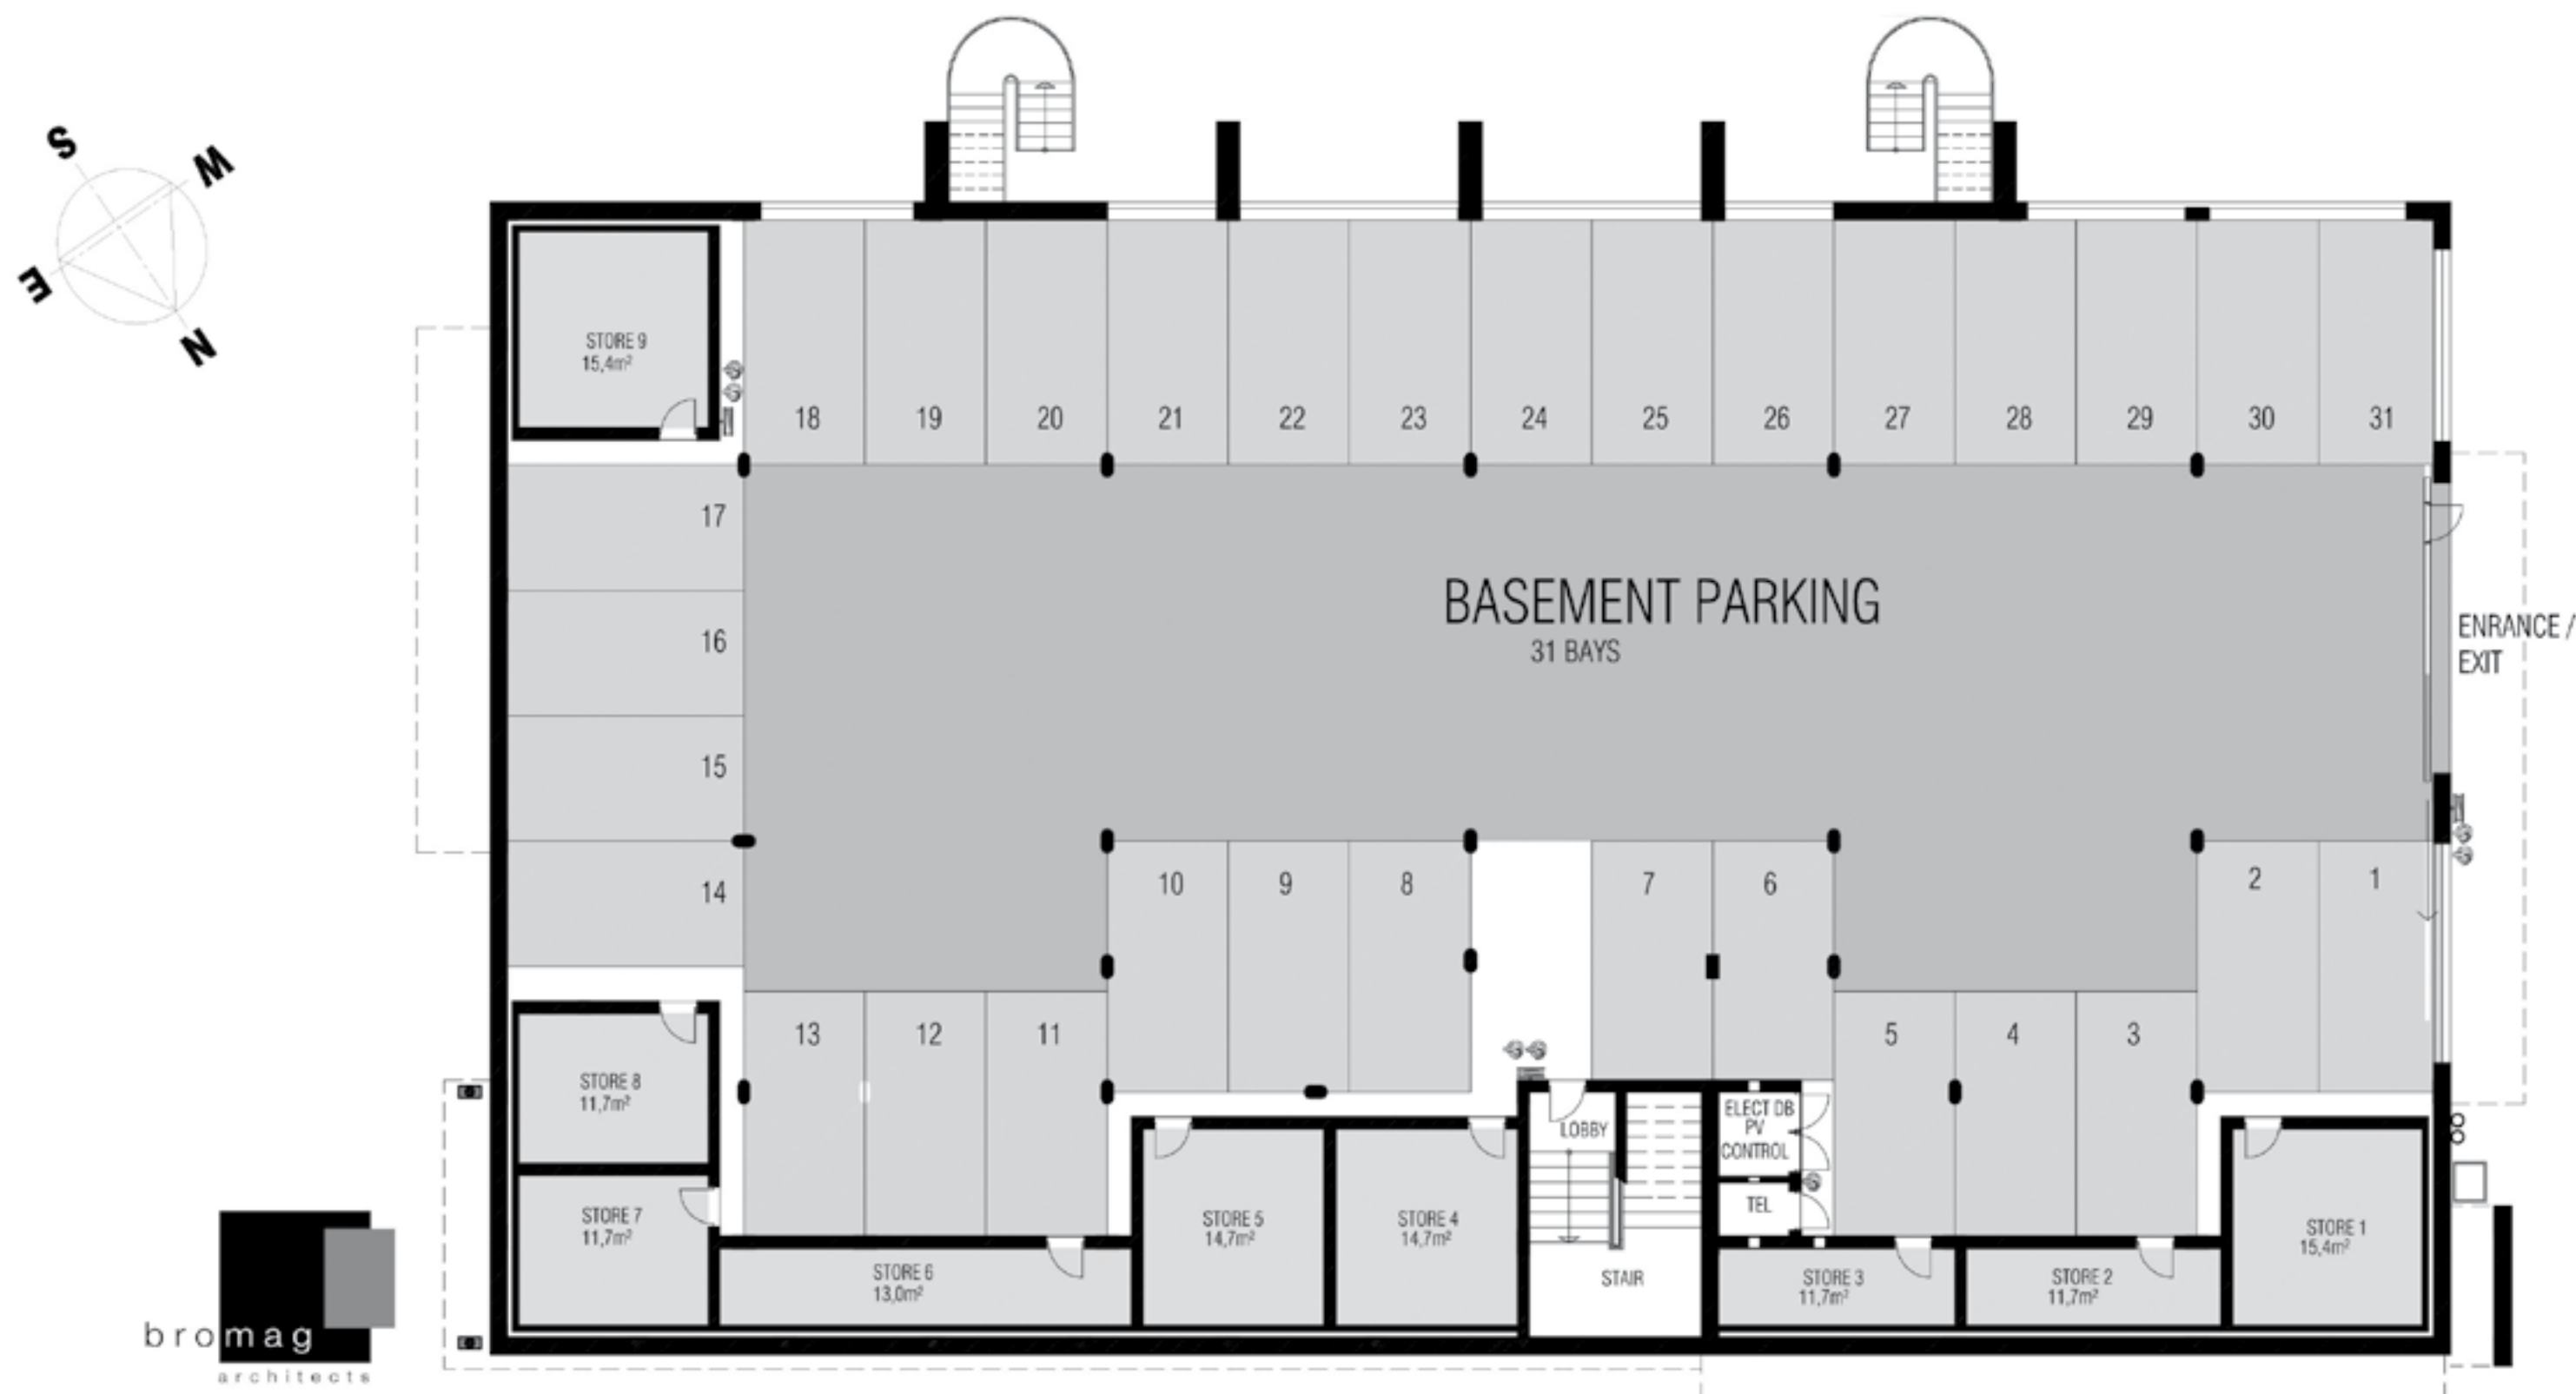 S
W
E
N
STORE 9
15,4m²
18 19 20 21 22 23 24 25 26 27 28 29 30 31
17
16
15
14
BASEMENT PARKING
31 BAYS
ENRANCE /
EXIT
10 9 8 7 6 2 1
13 12 11 5 4 3
STORE 8
11,7m²
STORE 7
11,7m²
STORE 6
13,0m²
STORE 5
14,7m²
STORE 4
14,7m²
LOBBY
STAIR
ELECT DB
PV
CONTROL
TEL
STORE 3
11,7m²
STORE 2
11,7m²
STORE 1
15,4m²
bromag
architects